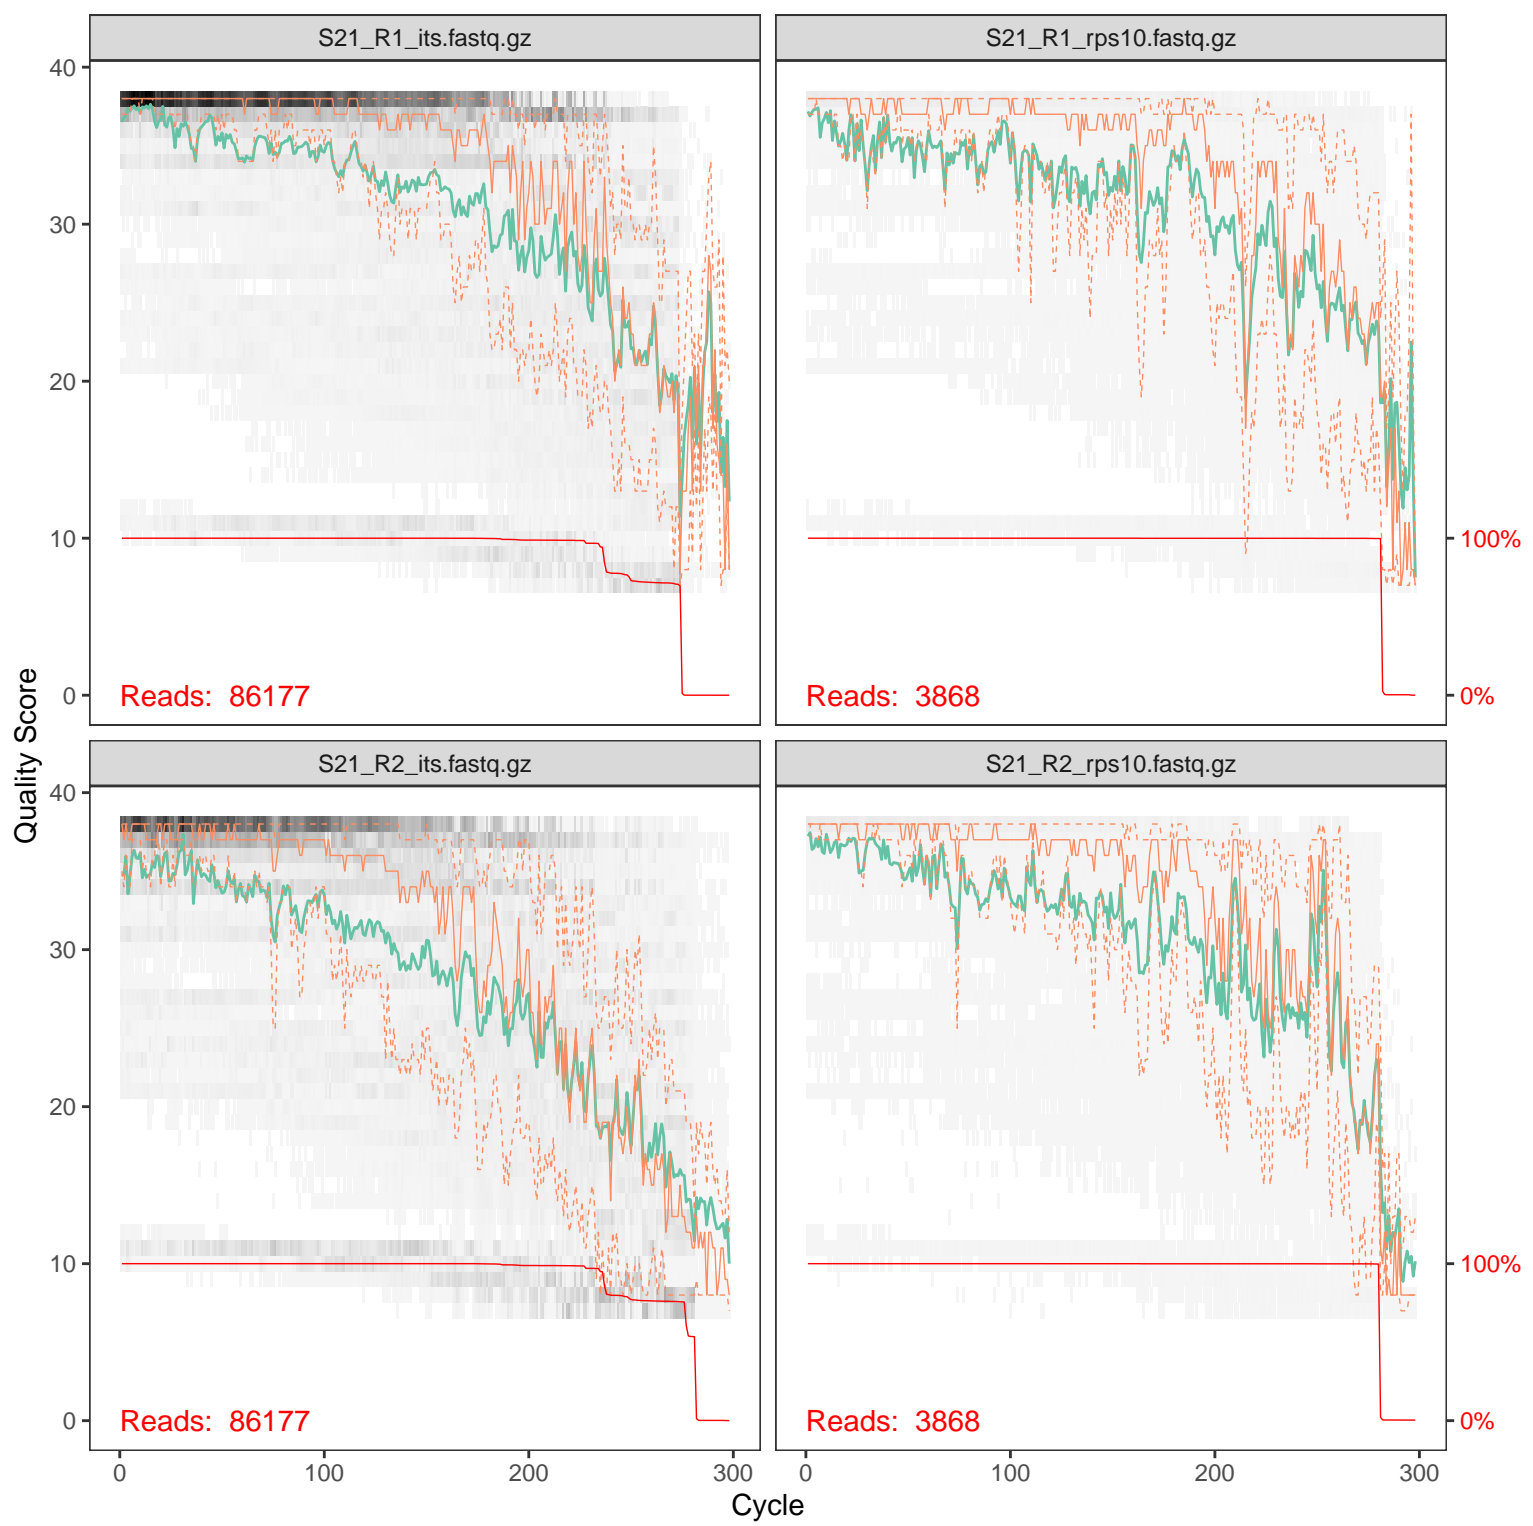 S21_R1_its.fastq.gz
S21_R1_rps10.fastq.gz
40
30
20
10
0
100%
0%
Reads: 86177
Reads: 3868
Quality Score
S21_R2_its.fastq.gz
S21_R2_rps10.fastq.gz
40
30
20
10
0
100%
0%
Reads: 86177
Reads: 3868
0
100
200
300
0
100
200
300
Cycle